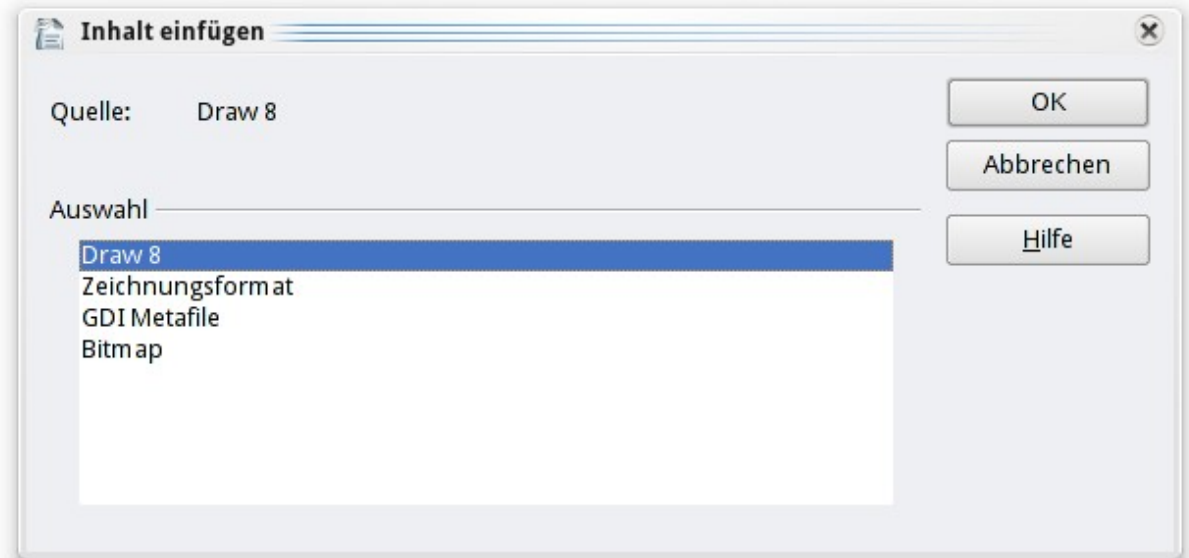 Inhalt einfügen
Quelle: Draw 8
OK
Abbrechen
Hilfe
Auswahl
Draw 8
Zeichnungsformat
GDI Metafile
Bitmap